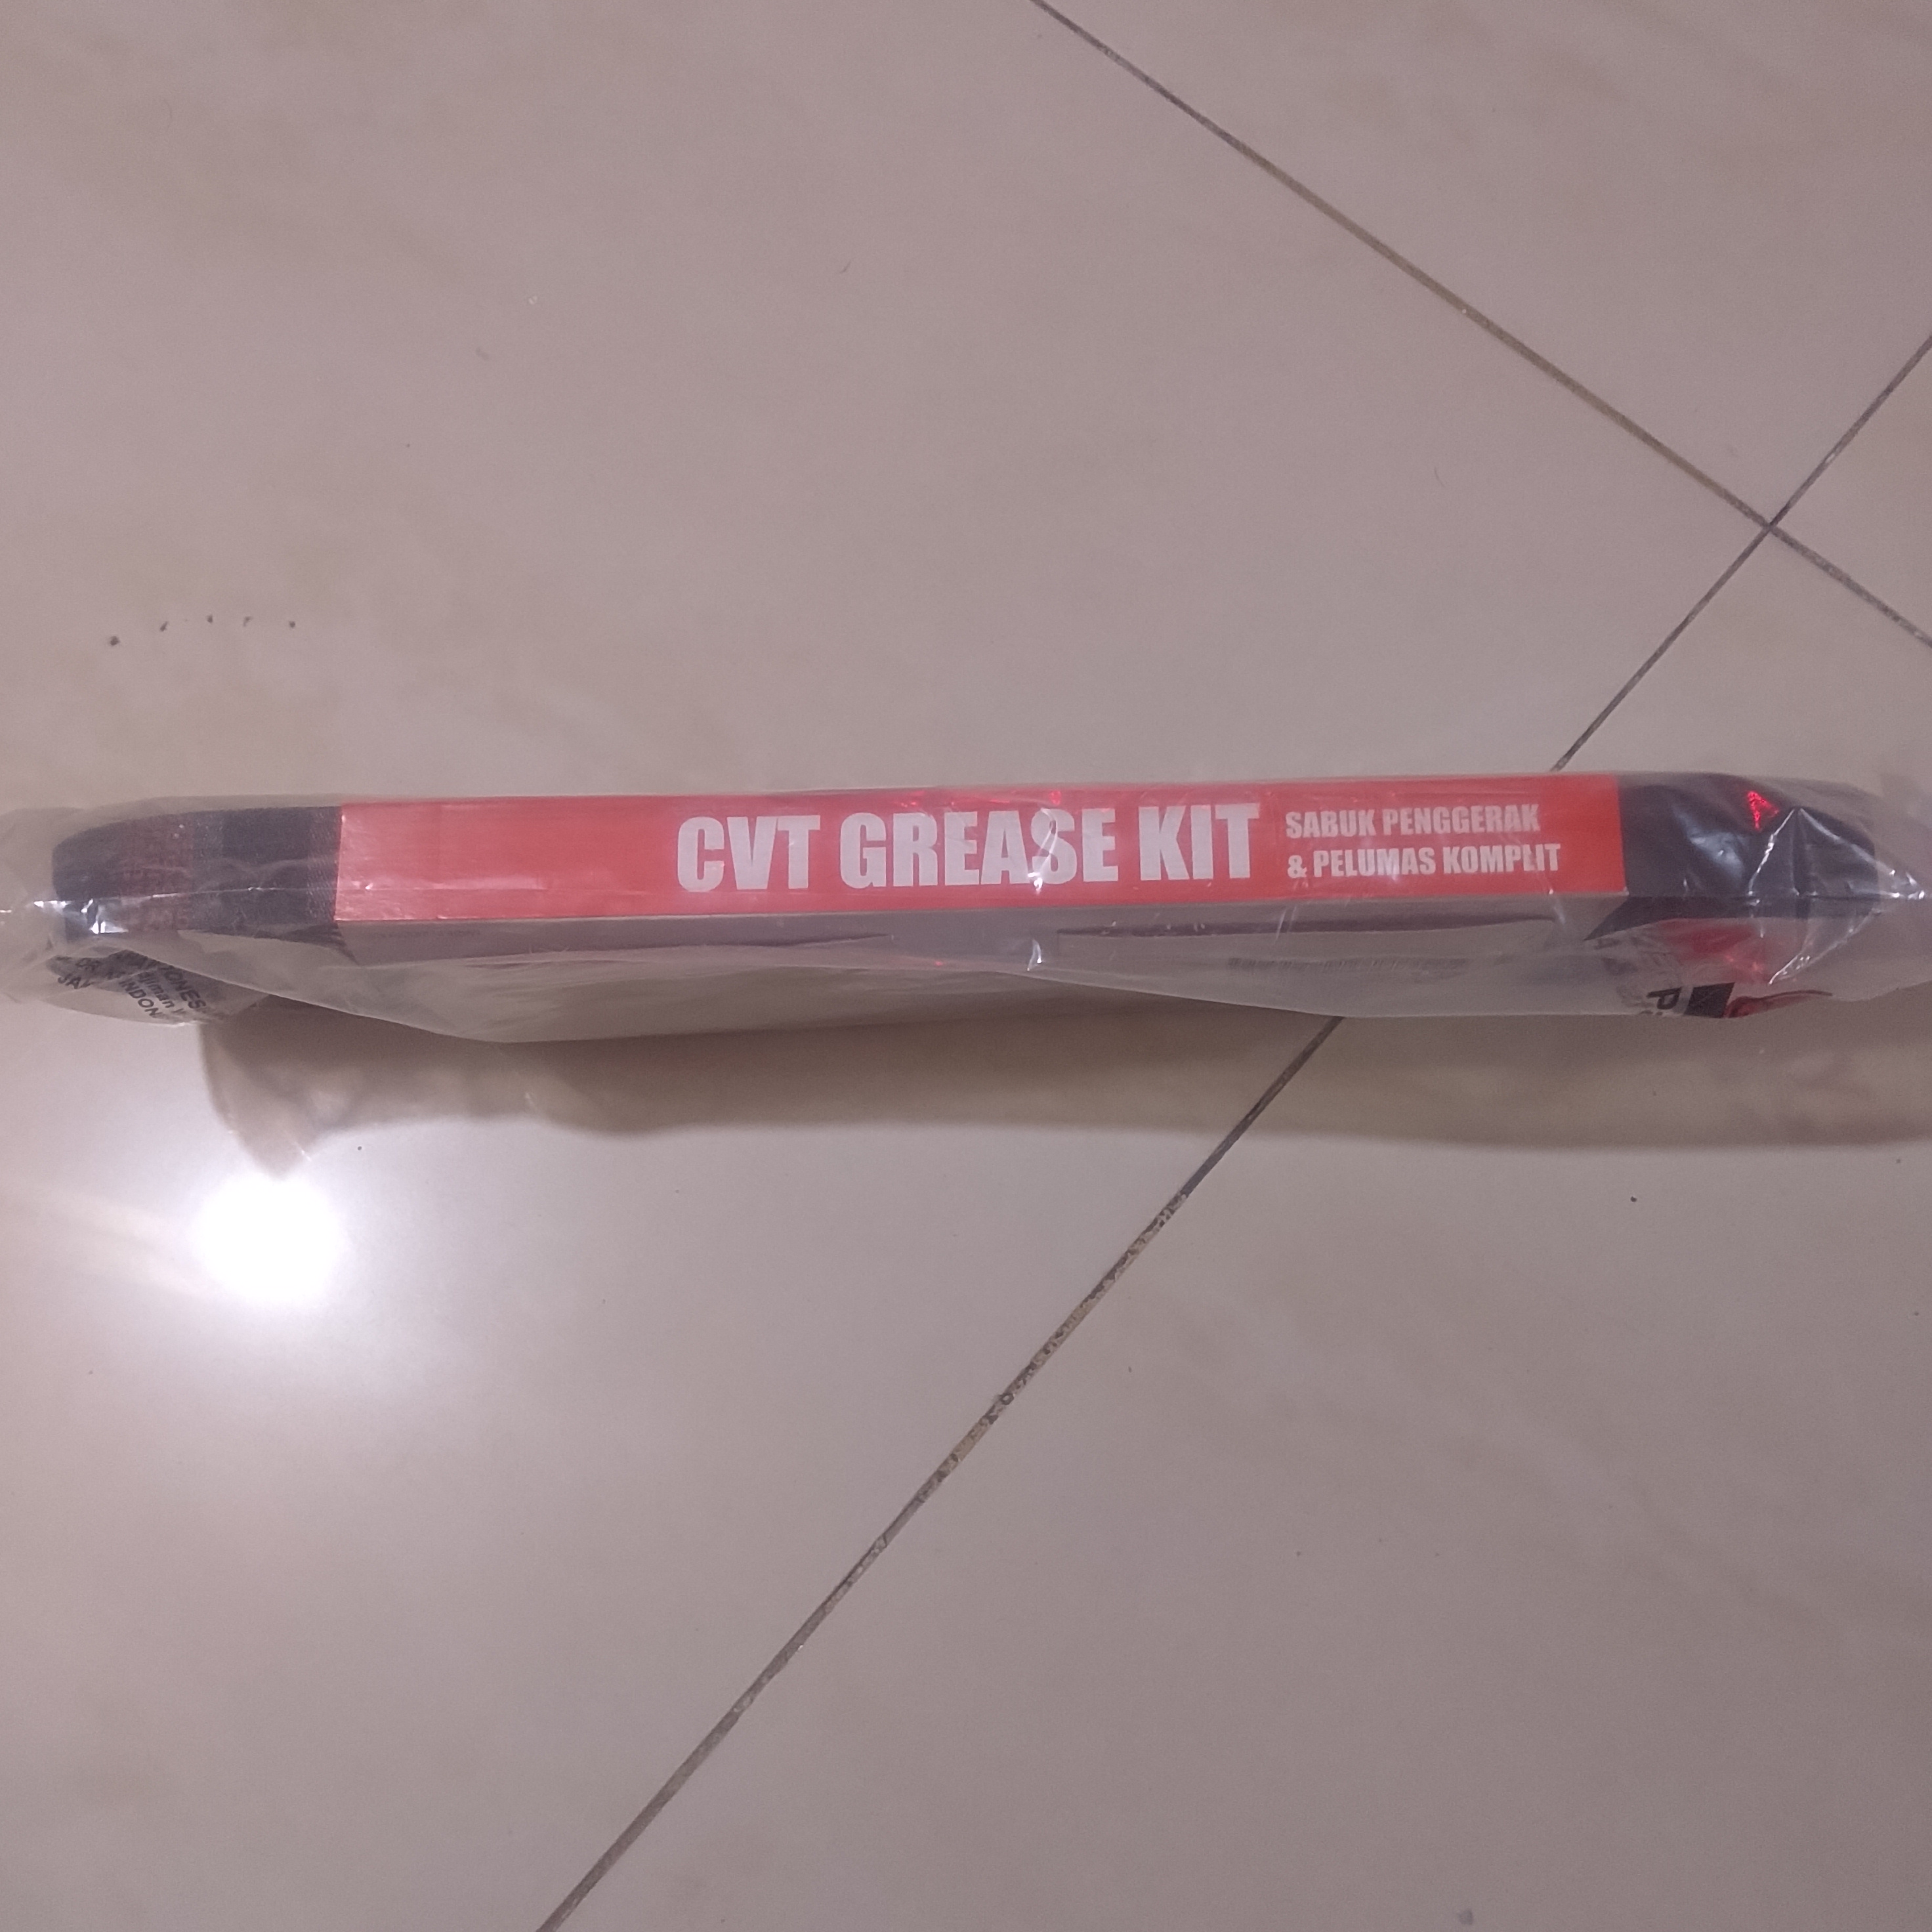 CVT GREASE KIT
SABUK PENGGERAK
& PELUMAS KOMPLIT